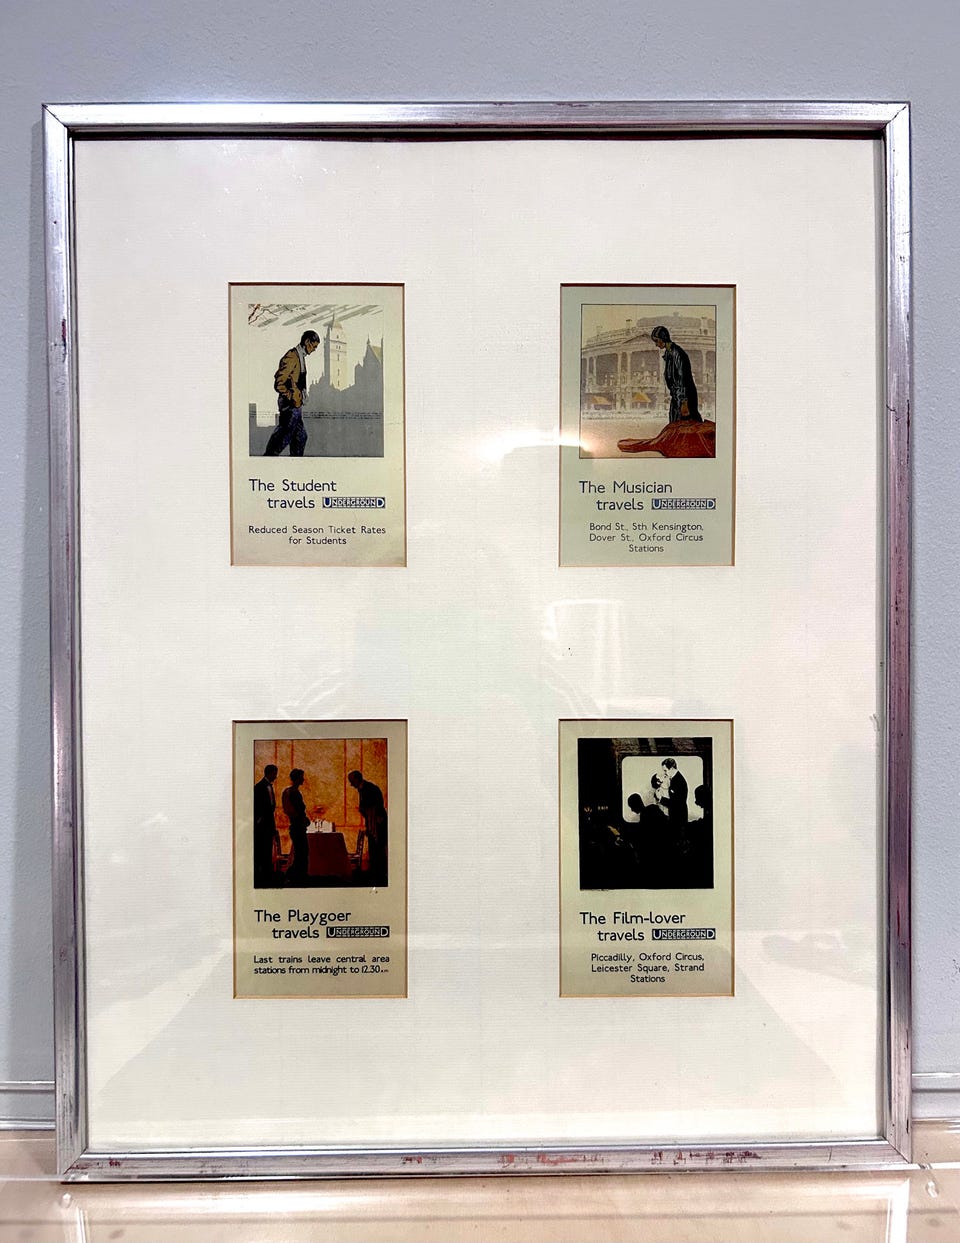 The Student
travels UNDERGROUND
Reduced Season Ticket Rates
for Students
The Musician
travels UNDERGROUND
Bond St., Sth. Kensington,
Dover St., Oxford Circus
Stations
The Playgoer
travels UNDERGROUND
Last trains leave central area
stations from midnight to 12.30 a.m
The Film-lover
travels UNDERGROUND
Piccadilly, Oxford Circus,
Leicester Square, Strand
Stations